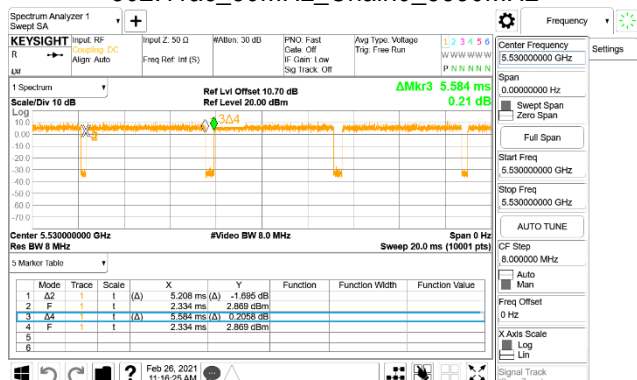 Spectrum Analyzer 1
Swept SA
Frequency
KEYSIGHT
Input: RF
Coupling: DC
Align: Auto
Input Z: 50 Ω
Freq Ref: Int (S)
#Atten: 30 dB
PNO: Fast
Gate: Off
IF Gain: Low
Sig Track: Off
Avg Type: Voltage
Trig: Free Run
1 2 3 4 5 6
W W W W W W
P N N N N N
R
LXI
1 Spectrum
Scale/Div 10 dB
Ref Lvl Offset 10.70 dB
Ref Level 20.00 dBm
ΔMkr3 5.584 ms
0.21 dB
Log
10.0
0.00
-10.0
-20.0
-30.0
-40.0
-50.0
-60.0
-70.0
3Δ4
Center 5.530000000 GHz
Res BW 8 MHz
#Video BW 8.0 MHz
Span 0 Hz
Sweep 20.0 ms (10001 pts)
5 Marker Table
Mode Trace Scale X Y Function Function Width Function Value
1 Δ2 1 t (Δ) 5.208 ms (Δ) -1.695 dB
2 F 1 t 2.334 ms 2.869 dBm
3 Δ4 1 t (Δ) 5.584 ms (Δ) 0.2058 dB
4 F 1 t 2.334 ms 2.869 dBm
5
6
Feb 26, 2021
11:16:25 AM
Center Frequency
5.530000000 GHz
Settings
Span
0.00000000 Hz
Swept Span
Zero Span
Full Span
Start Freq
5.530000000 GHz
Stop Freq
5.530000000 GHz
AUTO TUNE
CF Step
8.000000 MHz
Auto
Man
Freq Offset
0 Hz
X Axis Scale
Log
Lin
Signal Track